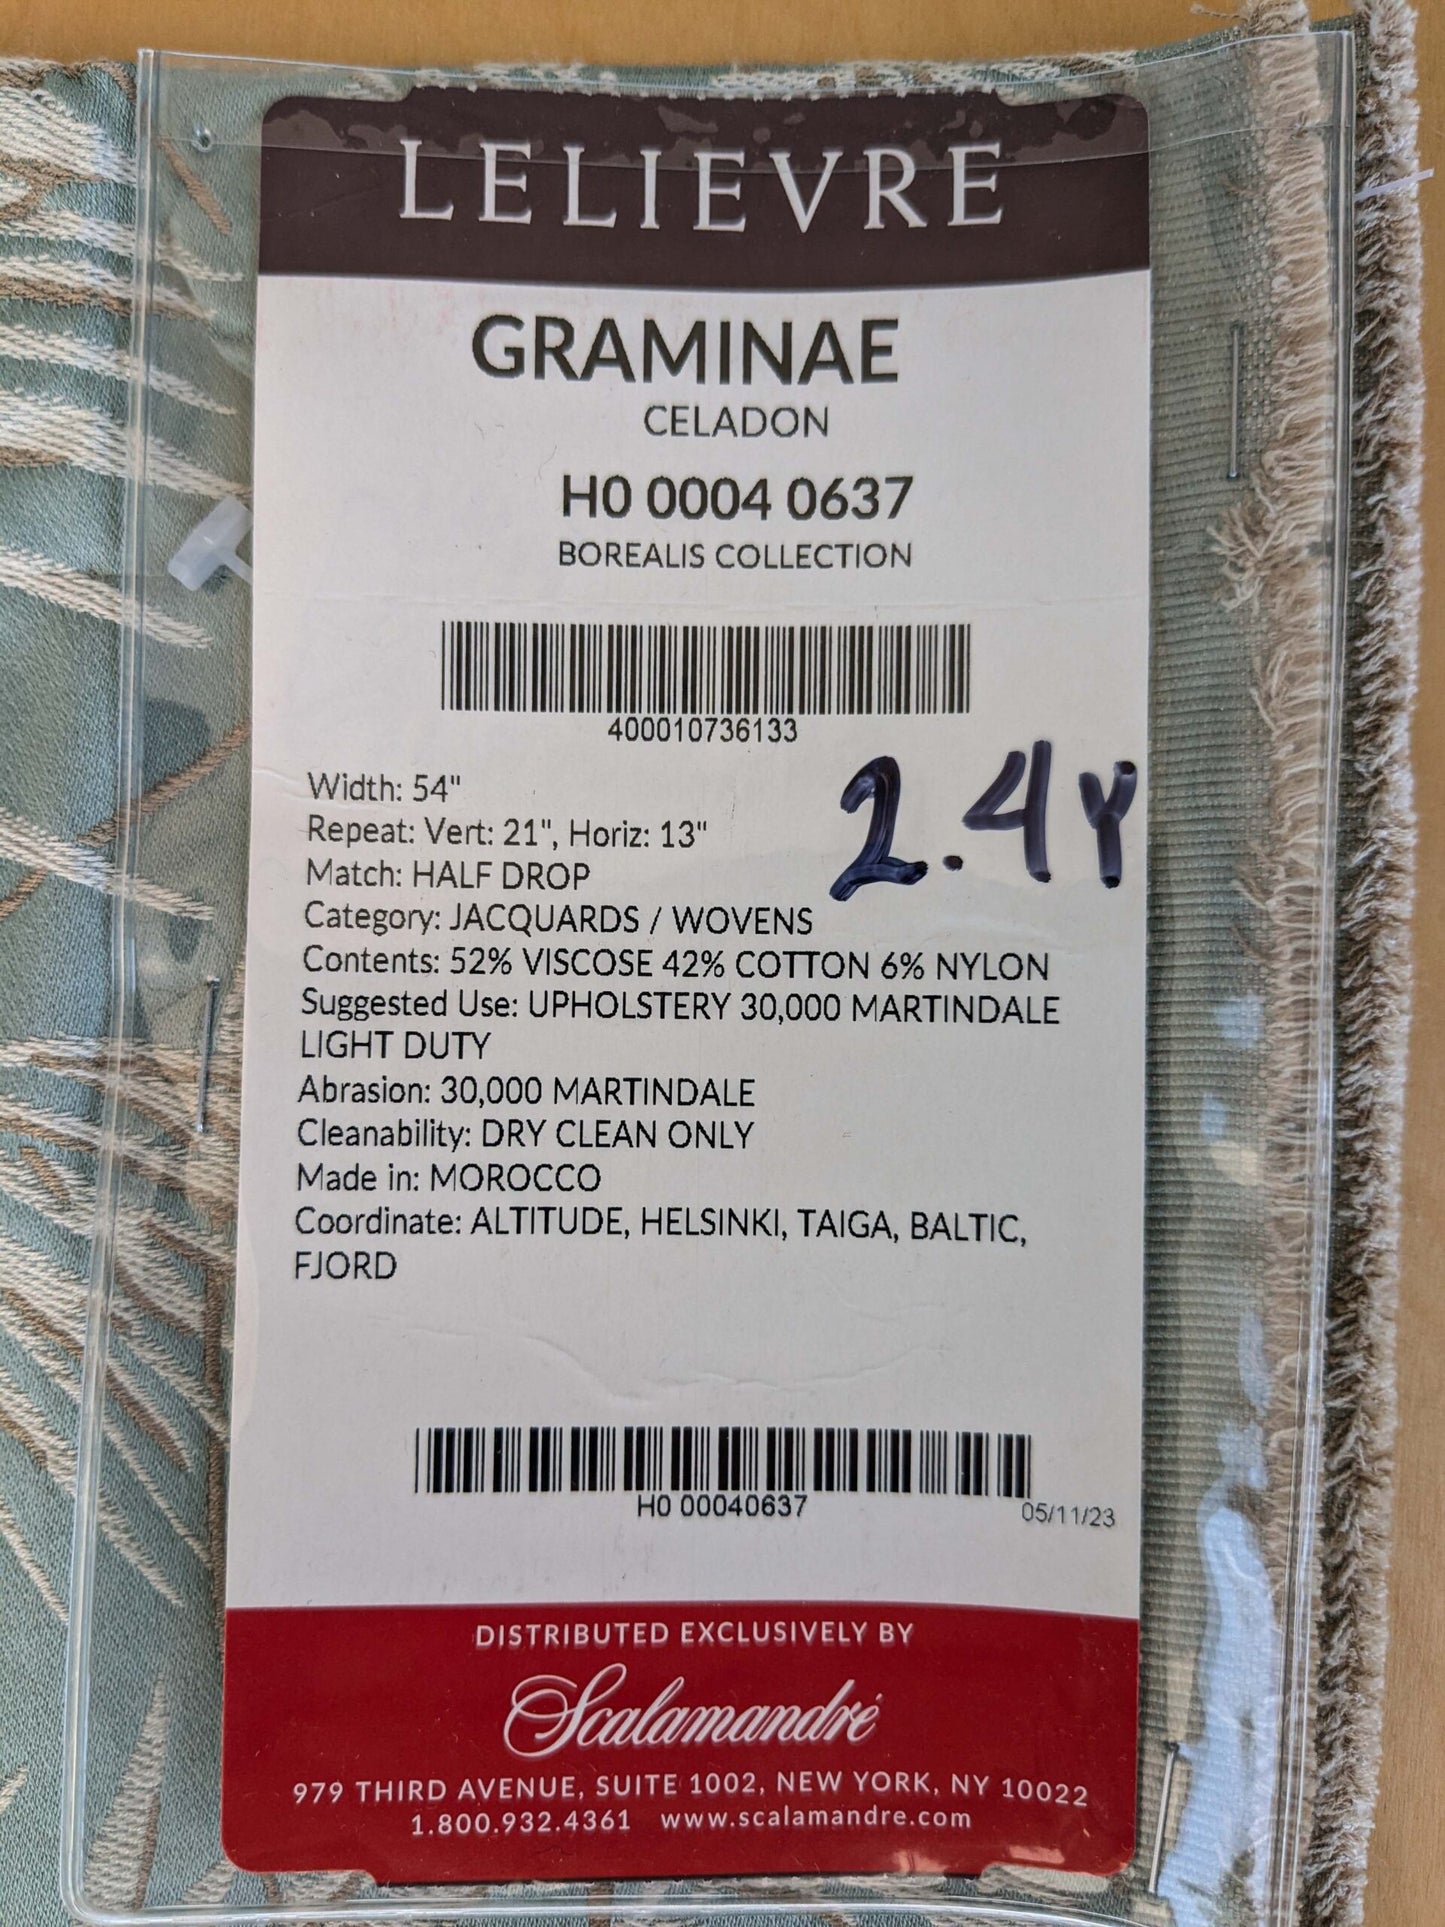 LELIEVRE
GRAMINAE
CELADON
H0 0004 0637
BOREALIS COLLECTION
400010736133
2.4y
Width: 54"
Repeat: Vert: 21", Horiz: 13"
Match: HALF DROP
Category: JACQUARDS / WOVENS
Contents: 52% VISCOSE 42% COTTON 6% NYLON
Suggested Use: UPHOLSTERY 30,000 MARTINDALE
LIGHT DUTY
Abrasion: 30,000 MARTINDALE
Cleanability: DRY CLEAN ONLY
Made in: MOROCCO
Coordinate: ALTITUDE, HELSINKI, TAIGA, BALTIC,
FJORD
H0 00040637
05/11/23
DISTRIBUTED EXCLUSIVELY BY
Scalamandré
979 THIRD AVENUE, SUITE 1002, NEW YORK, NY 10022
1.800.932.4361 www.scalamandre.com